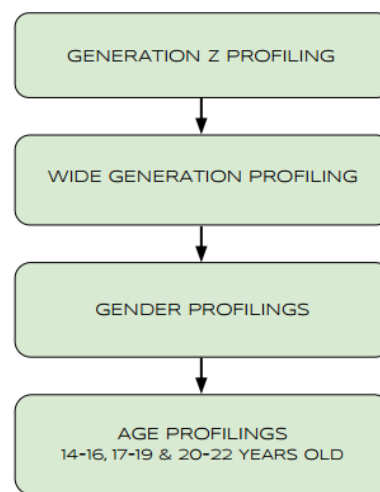 GENERATION Z PROFILING
WIDE GENERATION PROFILING
GENDER PROFILINGS
AGE PROFILINGS
14-16, 17-19 & 20-22 YEARS OLD